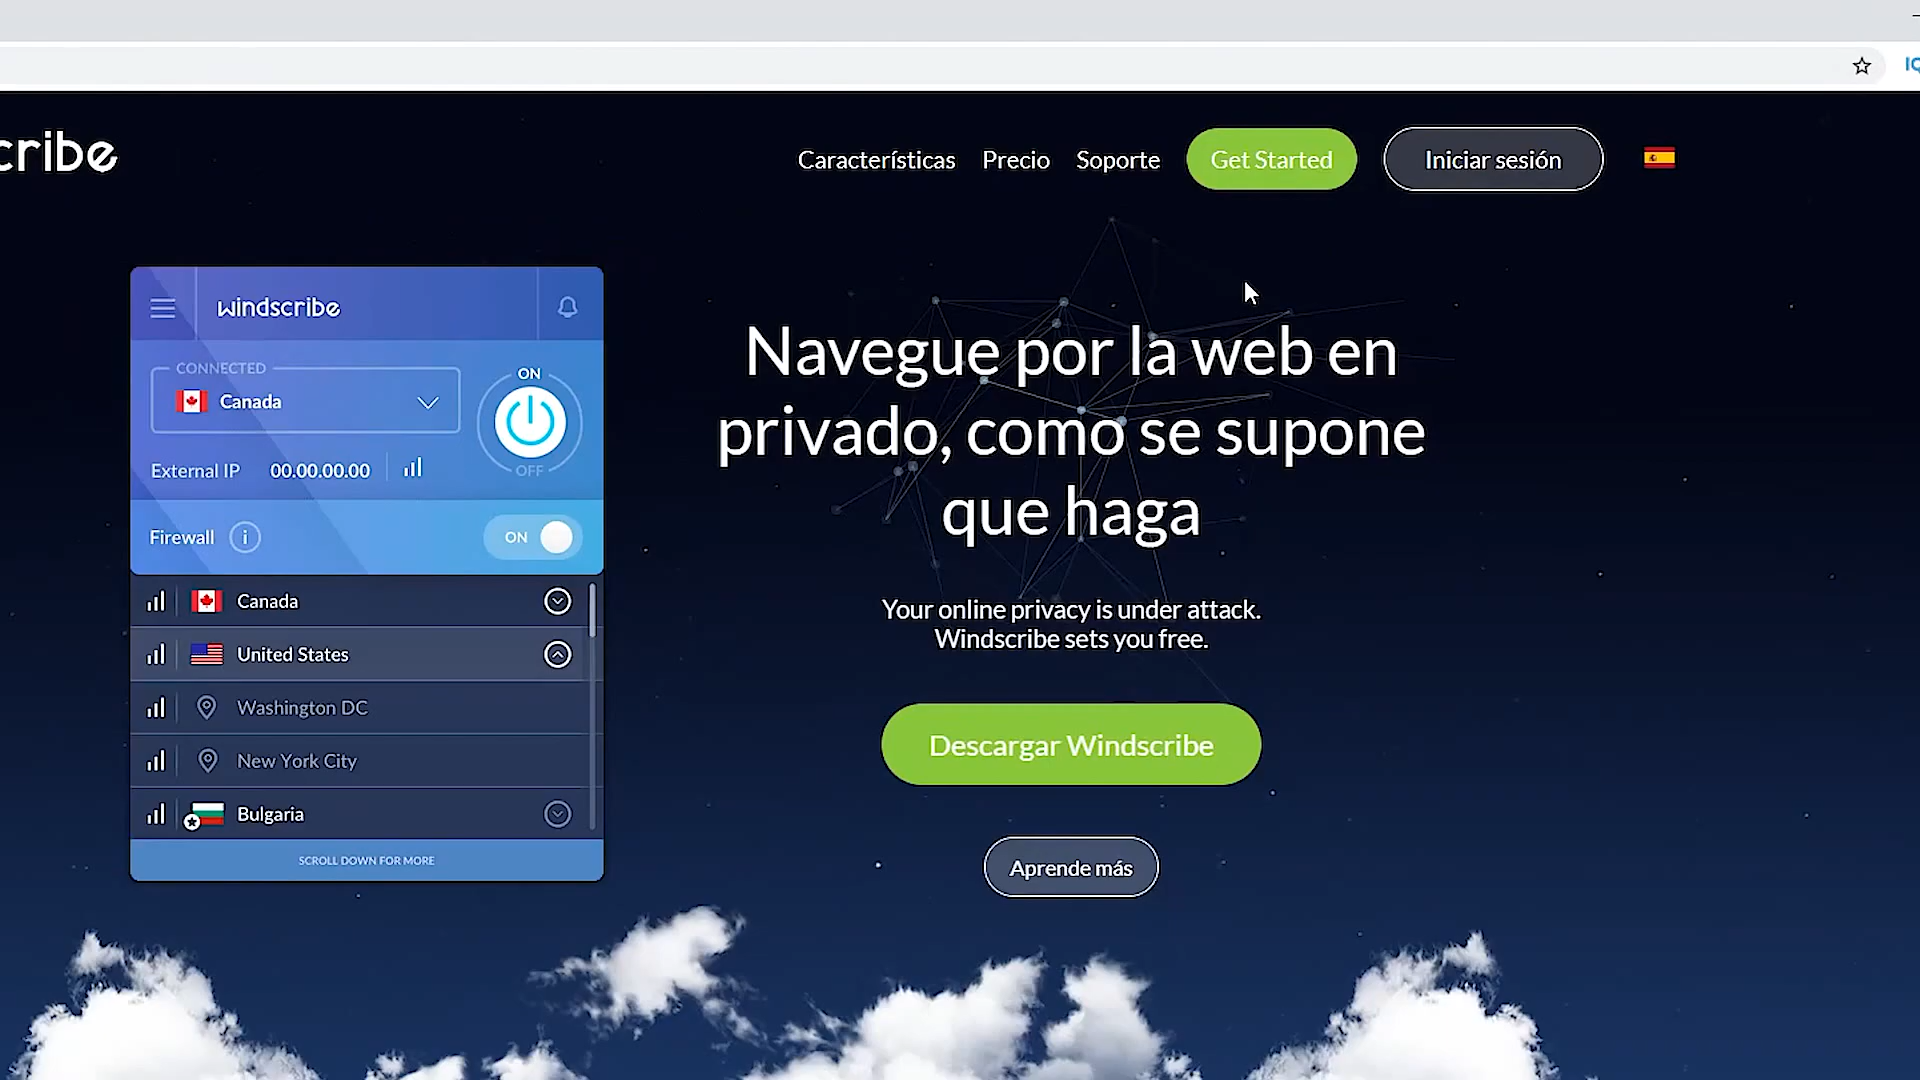 cribe
Características Precio Soporte Get Started Iniciar sesión
windscribe
CONNECTED
Canada
ON
OFF
External IP 00.00.00.00
Firewall i ON
Canada
United States
Washington DC
New York City
Bulgaria
SCROLL DOWN FOR MORE
Navegue por la web en
privado, como se supone
que haga
Your online privacy is under attack.
Windscribe sets you free.
Descargar Windscribe
Aprende más